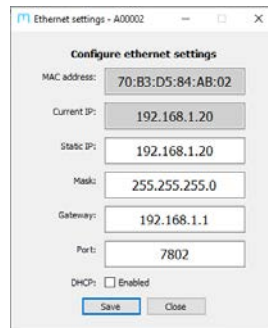 Ethernet settings - A00002
Configure ethernet settings
MAC address: 70:B3:D5:84:AB:02
Current IP: 192.168.1.20
Static IP: 192.168.1.20
Mask: 255.255.255.0
Gateway: 192.168.1.1
Port: 7802
DHCP: Enabled
Save Close